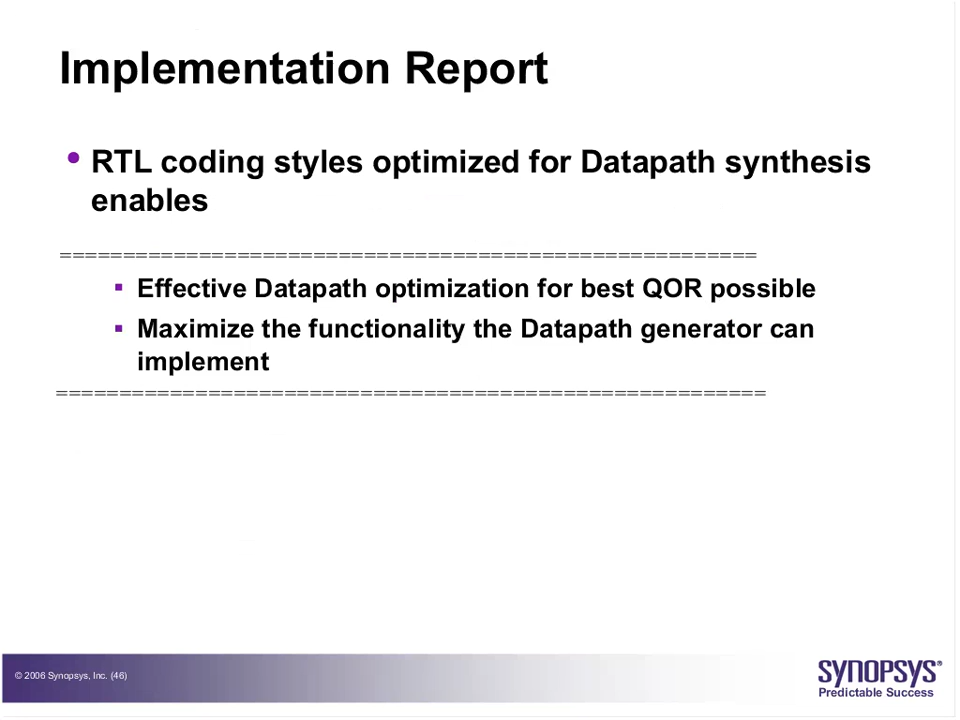 Implementation Report
• RTL coding styles optimized for Datapath synthesis
enables
=======================================================
▪ Effective Datapath optimization for best QOR possible
▪ Maximize the functionality the Datapath generator can
implement
========================================================
© 2006 Synopsys, Inc. (46)
SYNOPSYS®
Predictable Success